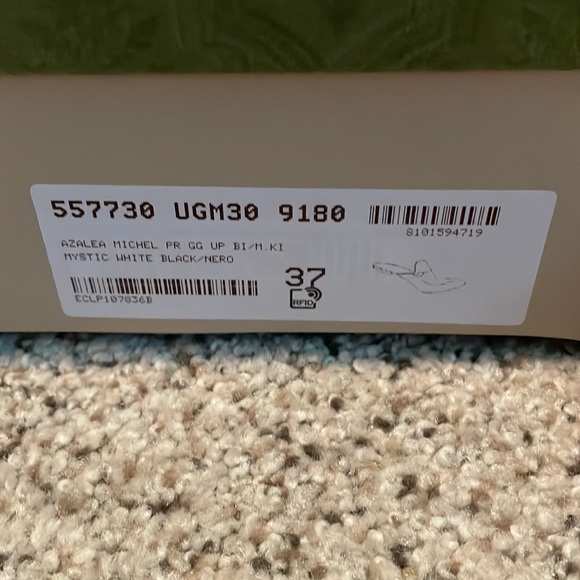 557730 UGM30 9180
8101594719
AZALEA MICHEL PR GG UP BI/M.KI
MYSTIC WHITE BLACK/NERO
37
ECLP107836B
RFID